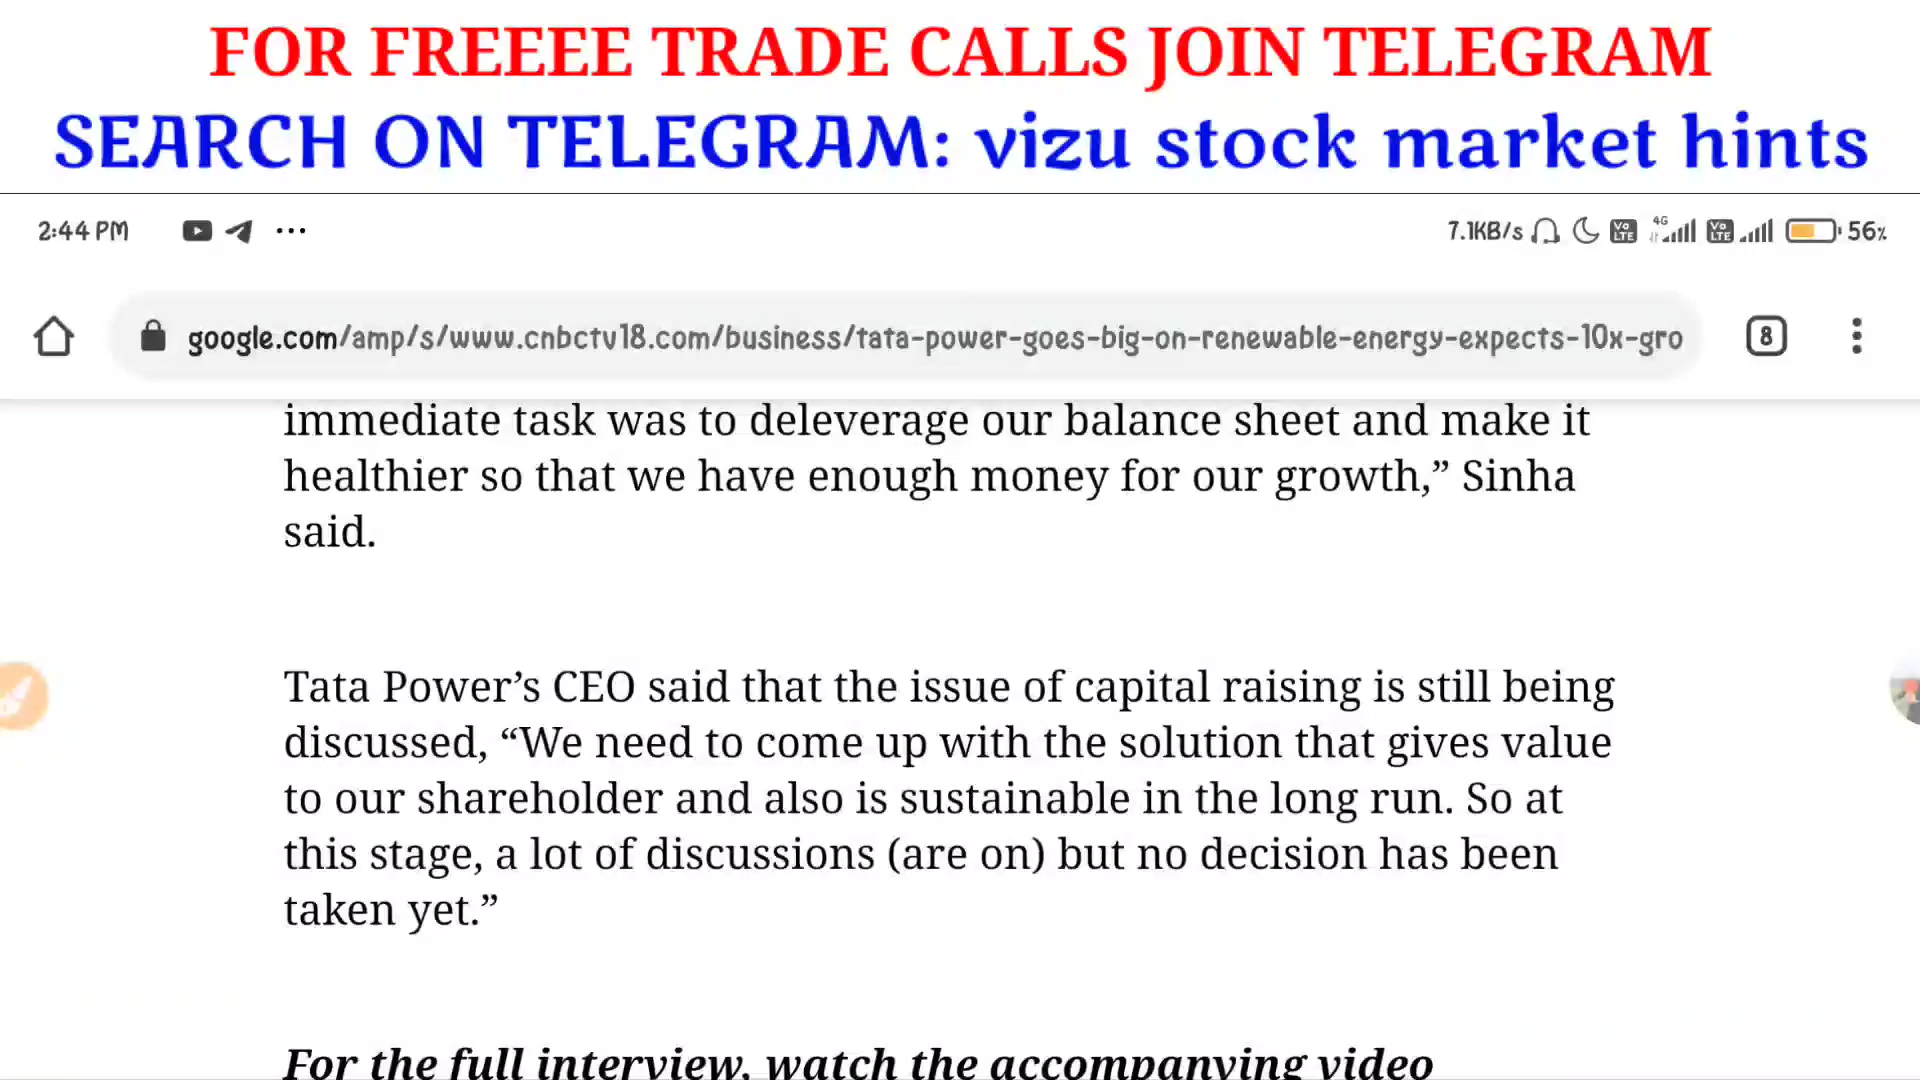 FOR FREEEE TRADE CALLS JOIN TELEGRAM
SEARCH ON TELEGRAM: vizu stock market hints
2:44 PM ... 7.1KB/s Vo LTE 4G Vo LTE 56%
google.com/amp/s/www.cnbctv18.com/business/tata-power-goes-big-on-renewable-energy-expects-10x-gro 8
immediate task was to deleverage our balance sheet and make it
healthier so that we have enough money for our growth,” Sinha
said.
Tata Power’s CEO said that the issue of capital raising is still being
discussed, “We need to come up with the solution that gives value
to our shareholder and also is sustainable in the long run. So at
this stage, a lot of discussions (are on) but no decision has been
taken yet.”
For the full interview, watch the accompanying video